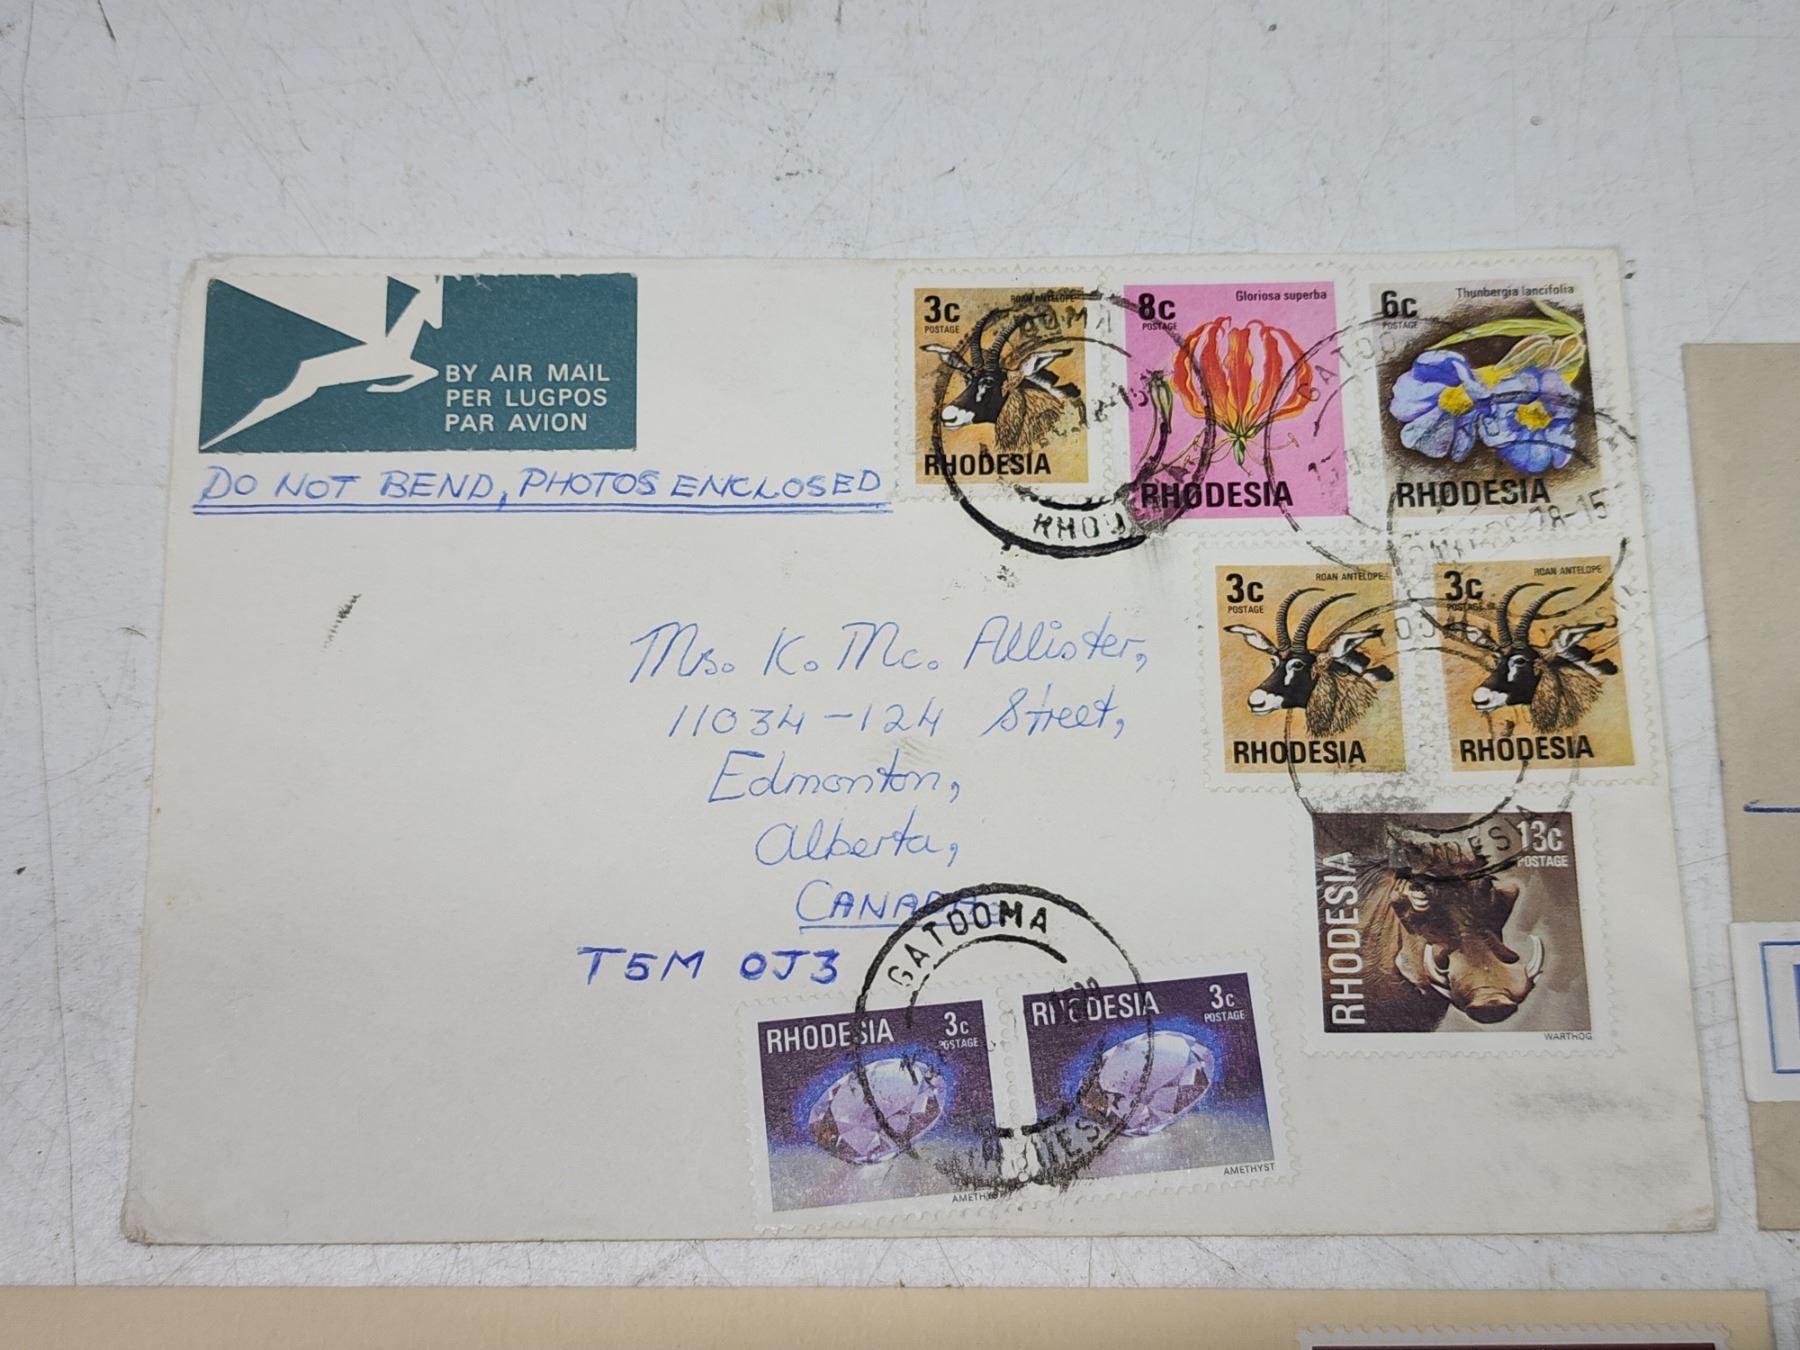 BY AIR MAIL
PER LUGPOS
PAR AVION
DO NOT BEND, PHOTOS ENCLOSED
3c
POSTAGE
ROAN ANTELOPE
RHODESIA
8c
POSTAGE
Gloriosa superba
RHODESIA
6c
POSTAGE
Thunbergia lancifolia
RHODESIA
3c
POSTAGE
ROAN ANTELOPE
RHODESIA
3c
POSTAGE
ROAN ANTELOPE
RHODESIA
Mrs. K. Mc. Allister,
11034-124 Street,
Edmonton,
Alberta,
CANADA
T5M 0J3
RHODESIA
13c
POSTAGE
WARTHOG
GATOOMA
RHODESIA
3c
POSTAGE
AMETHYST
RHODESIA
3c
POSTAGE
AMETHYST